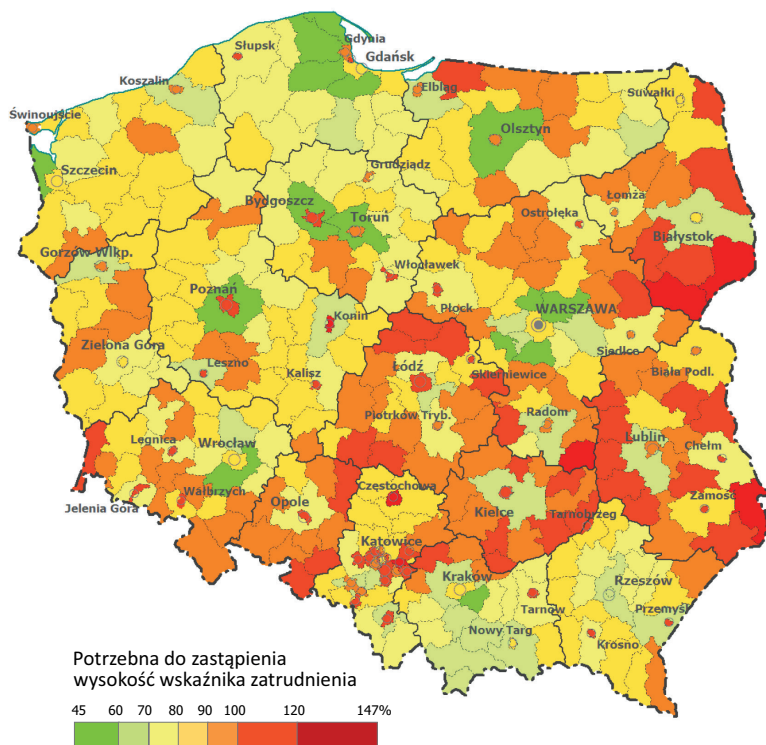 Gdynia
Słupsk
Gdańsk
Koszalin
Elbląg
Suwałki
Świnoujście
Olsztyn
Szczecin
Grudziądz
Łomża
Bydgoszcz
Ostrołęka
Toruń
Białystok
Gorzów Wlkp.
Włocławek
Poznań
Płock
WARSZAWA
Konin
Zielona Góra
Siedlce
Leszno
Łódź
Skierniewice
Biała Podl.
Kalisz
Piotrków Tryb.
Radom
Legnica
Wrocław
Lublin
Chełm
Wałbrzych
Częstochowa
Jelenia Góra
Opole
Kielce
Zamość
Tarnobrzeg
Katowice
Kraków
Rzeszów
Tarnów
Przemyśl
Nowy Targ
Krosno
Potrzebna do zastąpienia
wysokość wskaźnika zatrudnienia
45 60 70 80 90 100 120 147%